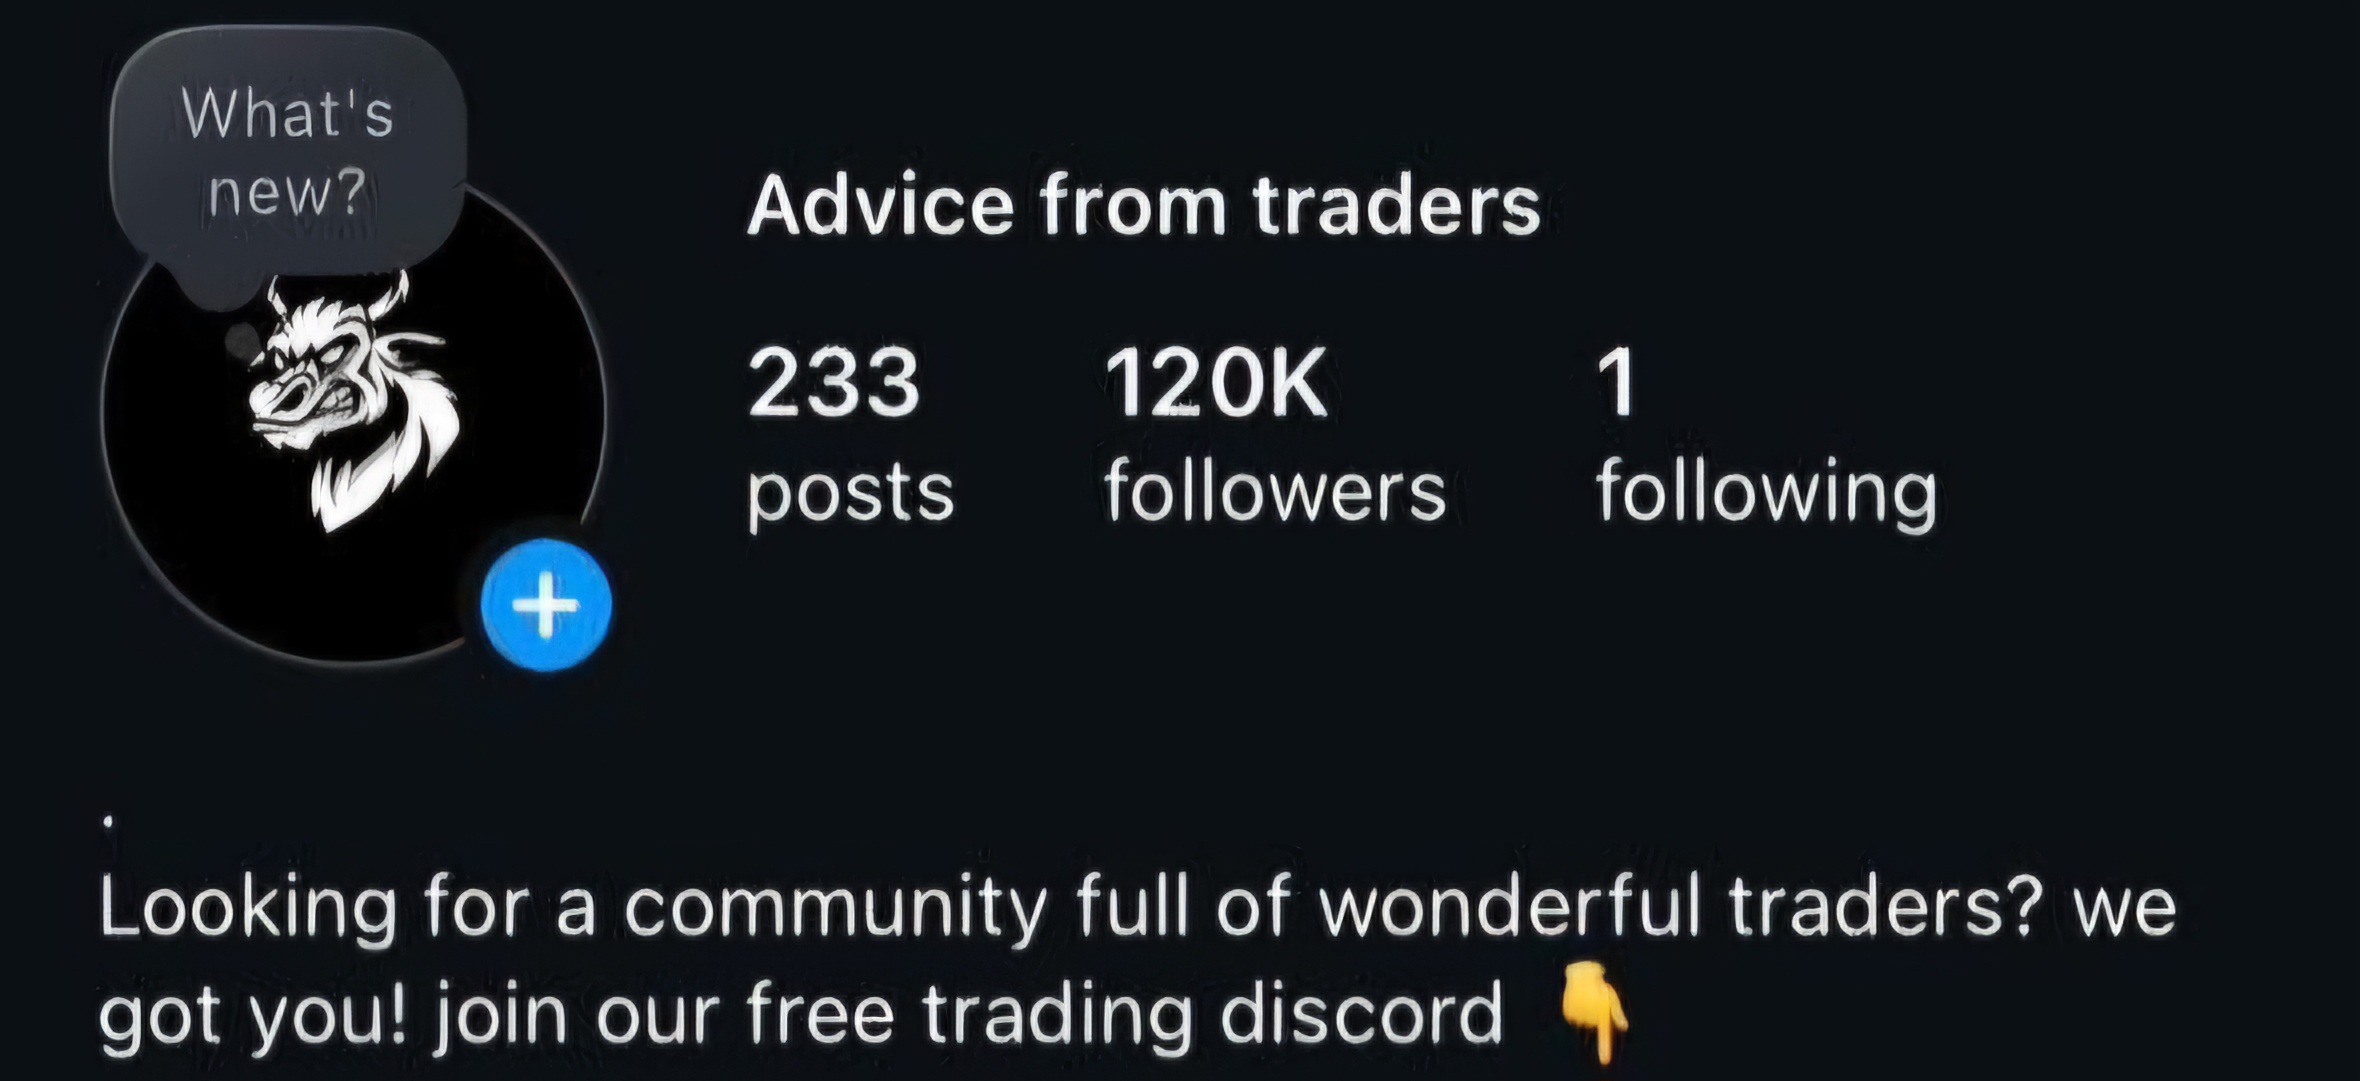 What's
new?
Advice from traders
233 120K 1
posts followers following
.
Looking for a community full of wonderful traders? we
got you! join our free trading discord 👇